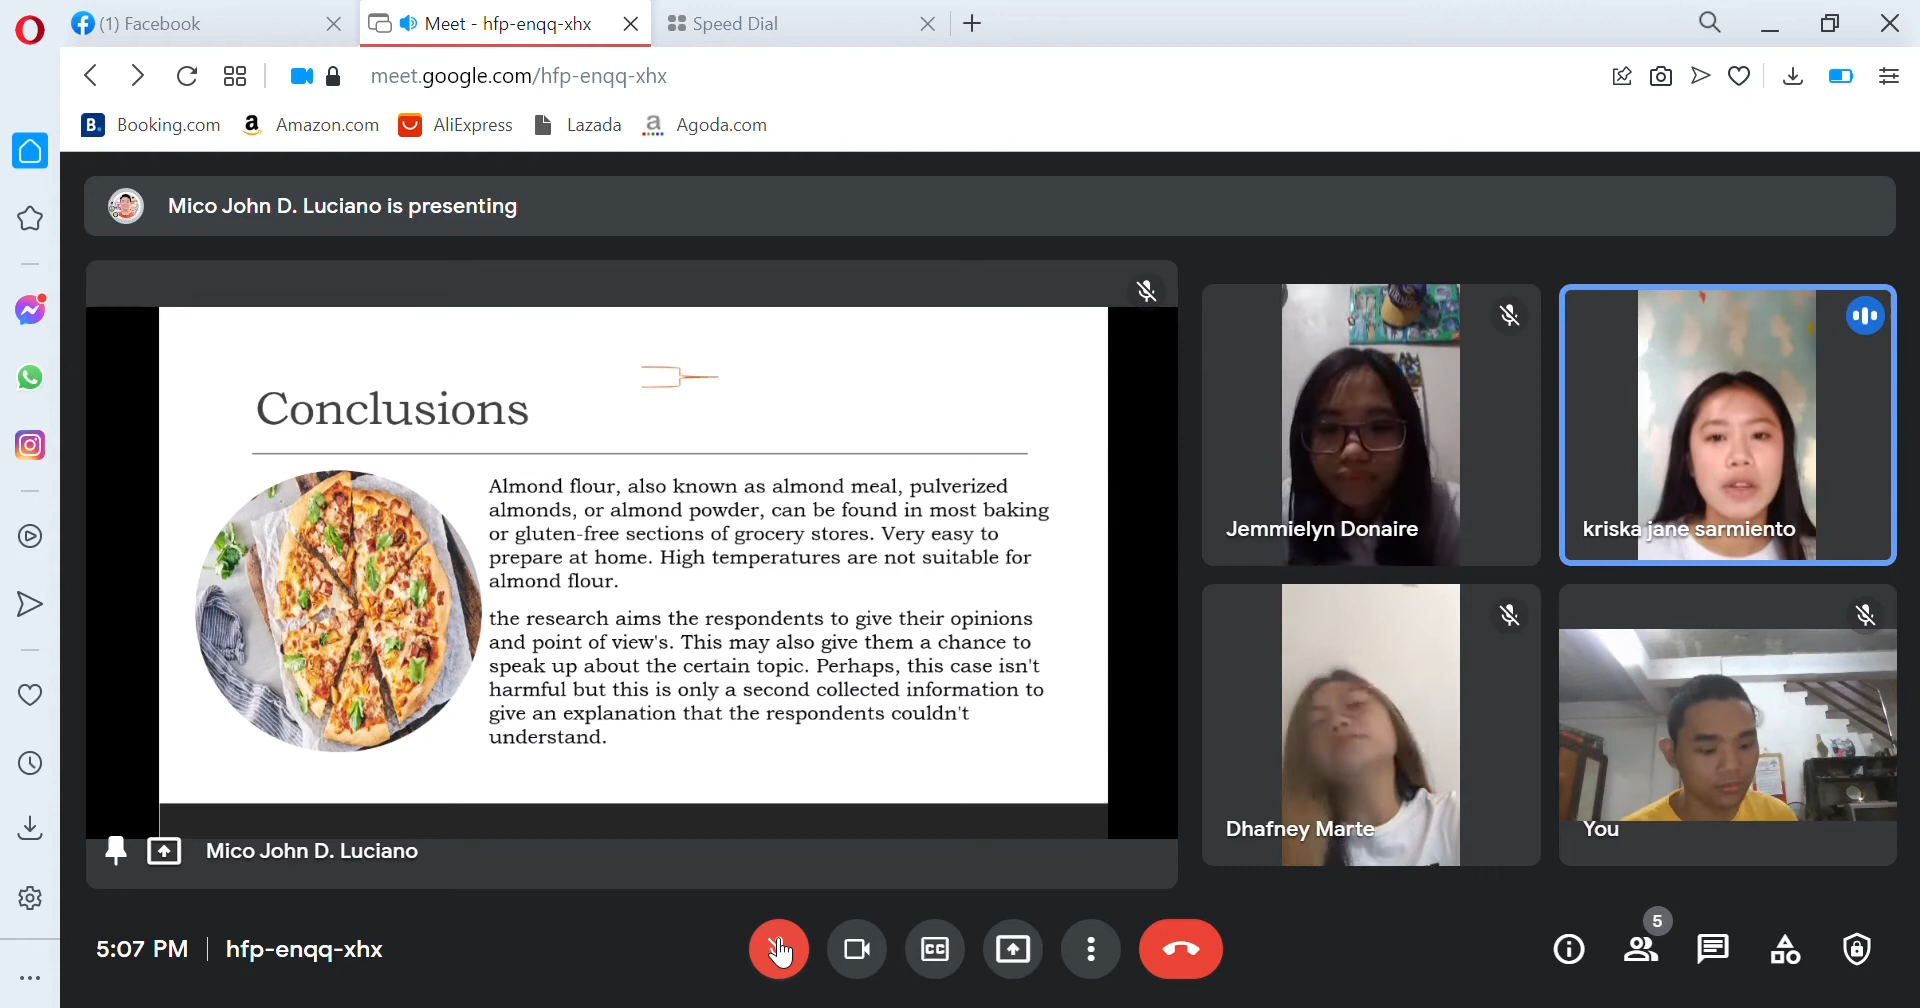 (1) Facebook
Meet - hfp-enqq-xhx
Speed Dial
meet.google.com/hfp-enqq-xhx
B. Booking.com
a Amazon.com
AliExpress
Lazada
a Agoda.com
Mico John D. Luciano is presenting
Conclusions
Almond flour, also known as almond meal, pulverized
almonds, or almond powder, can be found in most baking
or gluten-free sections of grocery stores. Very easy to
prepare at home. High temperatures are not suitable for
almond flour.
the research aims the respondents to give their opinions
and point of view's. This may also give them a chance to
speak up about the certain topic. Perhaps, this case isn't
harmful but this is only a second collected information to
give an explanation that the respondents couldn't
understand.
Mico John D. Luciano
Jemmielyn Donaire
kriska jane sarmiento
Dhafney Marte
You
5:07 PM
hfp-enqq-xhx
CC
5